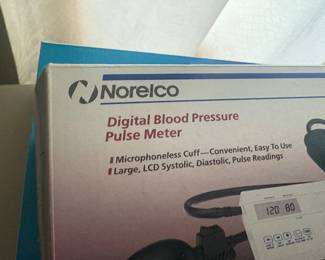 Norelco
Digital Blood Pressure
Pulse Meter
Microphoneless Cuff—Convenient, Easy To Use
Large, LCD Systolic, Diastolic, Pulse Readings
120 80